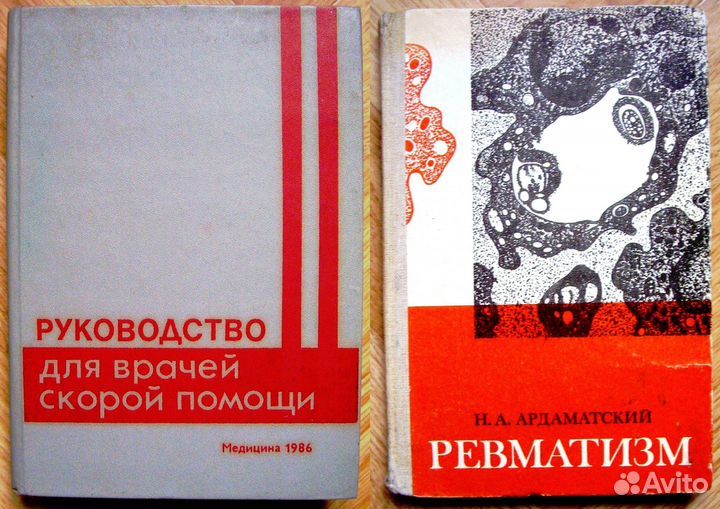 РУКОВОДСТВО
для врачей
скорой помощи
Медицина 1986
Н. А. АРДАМАТСКИЙ
РЕВМАТИЗМ
Avito